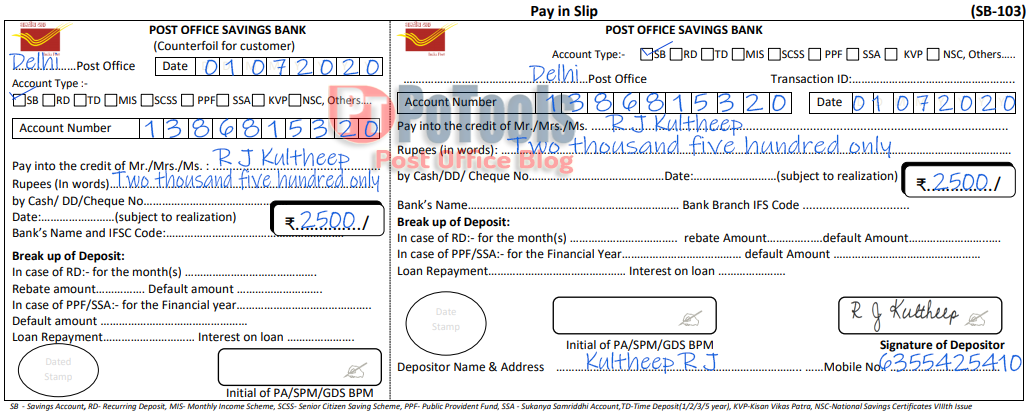 Pay in Slip (SB-103)
POST OFFICE SAVINGS BANK
(Counterfoil for customer)
Delhi Post Office Date 01072020
Account Type :-
SB RD TD MIS SCSS PPF SSA KVP NSC, Others....
Account Number 1386815320
Pay into the credit of Mr./Mrs./Ms. : R J Kultheep
Rupees (In words) Two thousand five hundred only
by Cash/ DD/Cheque No
Date:...............(subject to realization) ₹ 2500 /
Bank's Name and IFSC Code:
Break up of Deposit:
In case of RD:- for the month(s)
Rebate amount............... Default amount
In case of PPF/SSA:- for the Financial year
Default amount
Loan Repayment................ Interest on loan
Dated
Stamp
Initial of PA/SPM/GDS BPM
POST OFFICE SAVINGS BANK
Account Type:- SB RD TD MIS SCSS PPF SSA KVP NSC, Others.....
Delhi Post Office Transaction ID:
Account Number 1386815320 Date 01072020
Pay into the credit of Mr./Mrs./Ms. R J Kultheep
Rupees (In words): Two thousand five hundred only
by Cash/DD/ Cheque No Date: (subject to realization) ₹ 2500 /
Bank's Name Bank Branch IFS Code
Break up of Deposit:
In case of RD:- for the month(s) rebate Amount default Amount
In case of PPF/SSA:- for the Financial Year default Amount
Loan Repayment Interest on loan
Date
Stamp
R J Kultheep
Initial of PA/SPM/GDS BPM Signature of Depositor
Depositor Name & Address Kultheep R J Mobile No 6355425410
PoTools
Post Office Blog
SB - Savings Account, RD- Recurring Deposit, MIS- Monthly Income Scheme, SCSS- Senior Citizen Saving Scheme, PPF- Public Provident Fund, SSA - Sukanya Samriddhi Account,TD-Time Deposit(1/2/3/5 year), KVP-Kisan Vikas Patra, NSC-National Savings Certificates VIIIth Issue